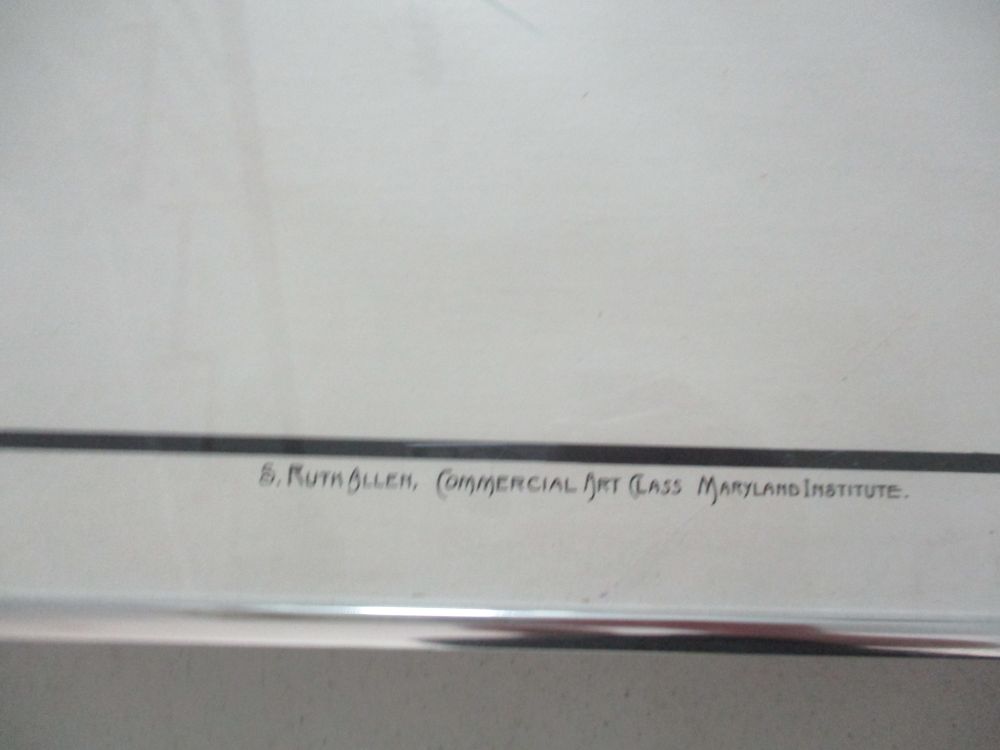 S. Ruth Allen, Commercial Art Class Maryland Institute.